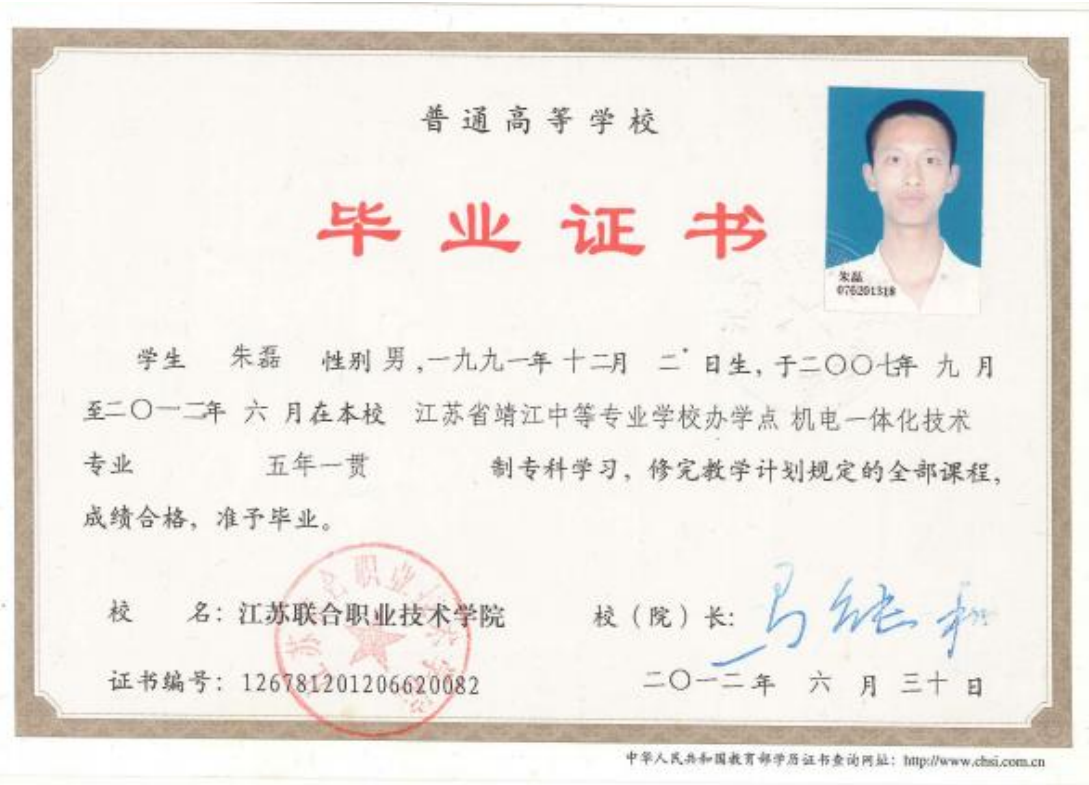 普通高等学校
毕业证书
朱磊
076201318
学生 朱磊 性别 男,一九九一年 十二月 二 日生,于二〇〇七年 九 月
至二〇一二年 六 月在本校 江苏省靖江中等专业学校办学点 机电一体化技术
专业 五年一贯 制专科学习,修完教学计划规定的全部课程,
成绩合格,准予毕业。
校 名:江苏联合职业技术学院 校(院)长:
证书编号:126781201206620082 二〇一二年 六 月 三十 日
中华人民共和国教育部学历证书查询网址:http://www.chsi.com.cn